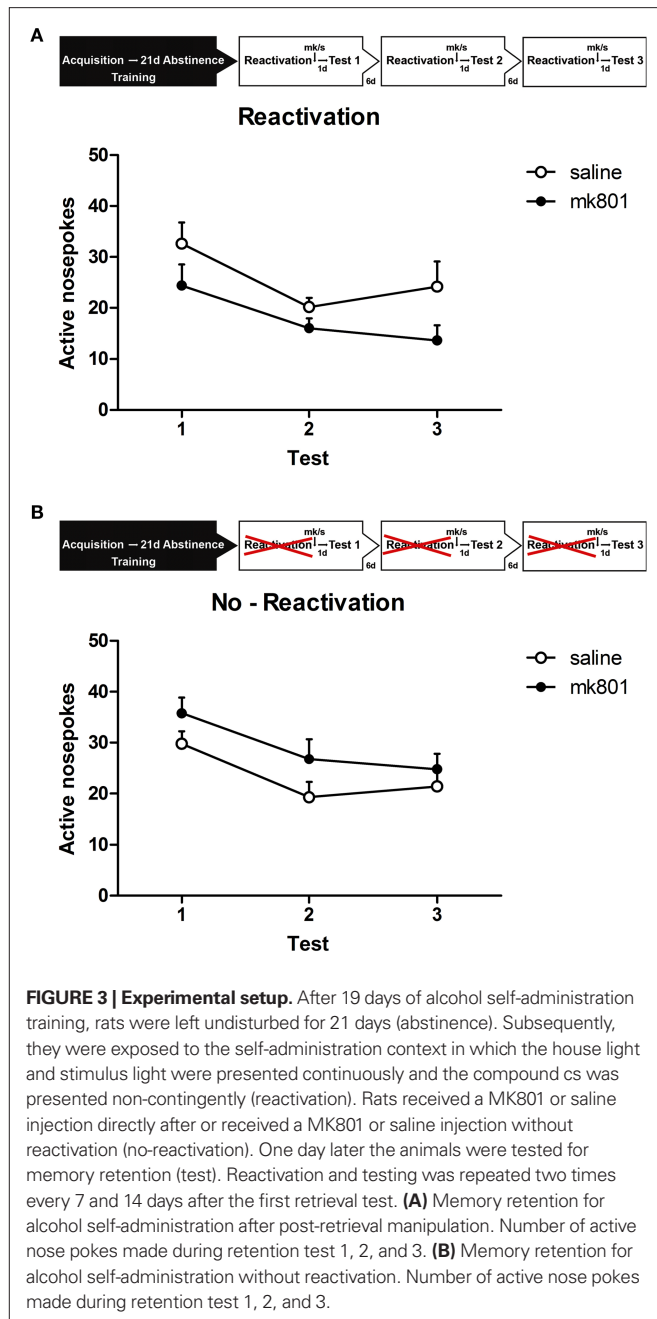 A
Acquisition – 21d Abstinence
Training
mk/s
Reactivation Test 1
1d
6d
mk/s
Reactivation Test 2
1d
6d
mk/s
Reactivation Test 3
1d
Reactivation
50
40
30
20
10
0
Active nosepokes
1 2 3
Test
saline
mk801
B
Acquisition – 21d Abstinence
Training
mk/s
Reactivation Test 1
1d
6d
mk/s
Reactivation Test 2
1d
6d
mk/s
Reactivation Test 3
1d
No - Reactivation
50
40
30
20
10
0
Active nosepokes
1 2 3
Test
saline
mk801
FIGURE 3 | Experimental setup. After 19 days of alcohol self-administration
training, rats were left undisturbed for 21 days (abstinence). Subsequently,
they were exposed to the self-administration context in which the house light
and stimulus light were presented continuously and the compound cs was
presented non-contingently (reactivation). Rats received a MK801 or saline
injection directly after or received a MK801 or saline injection without
reactivation (no-reactivation). One day later the animals were tested for
memory retention (test). Reactivation and testing was repeated two times
every 7 and 14 days after the first retrieval test. (A) Memory retention for
alcohol self-administration after post-retrieval manipulation. Number of active
nose pokes made during retention test 1, 2, and 3. (B) Memory retention for
alcohol self-administration without reactivation. Number of active nose pokes
made during retention test 1, 2, and 3.